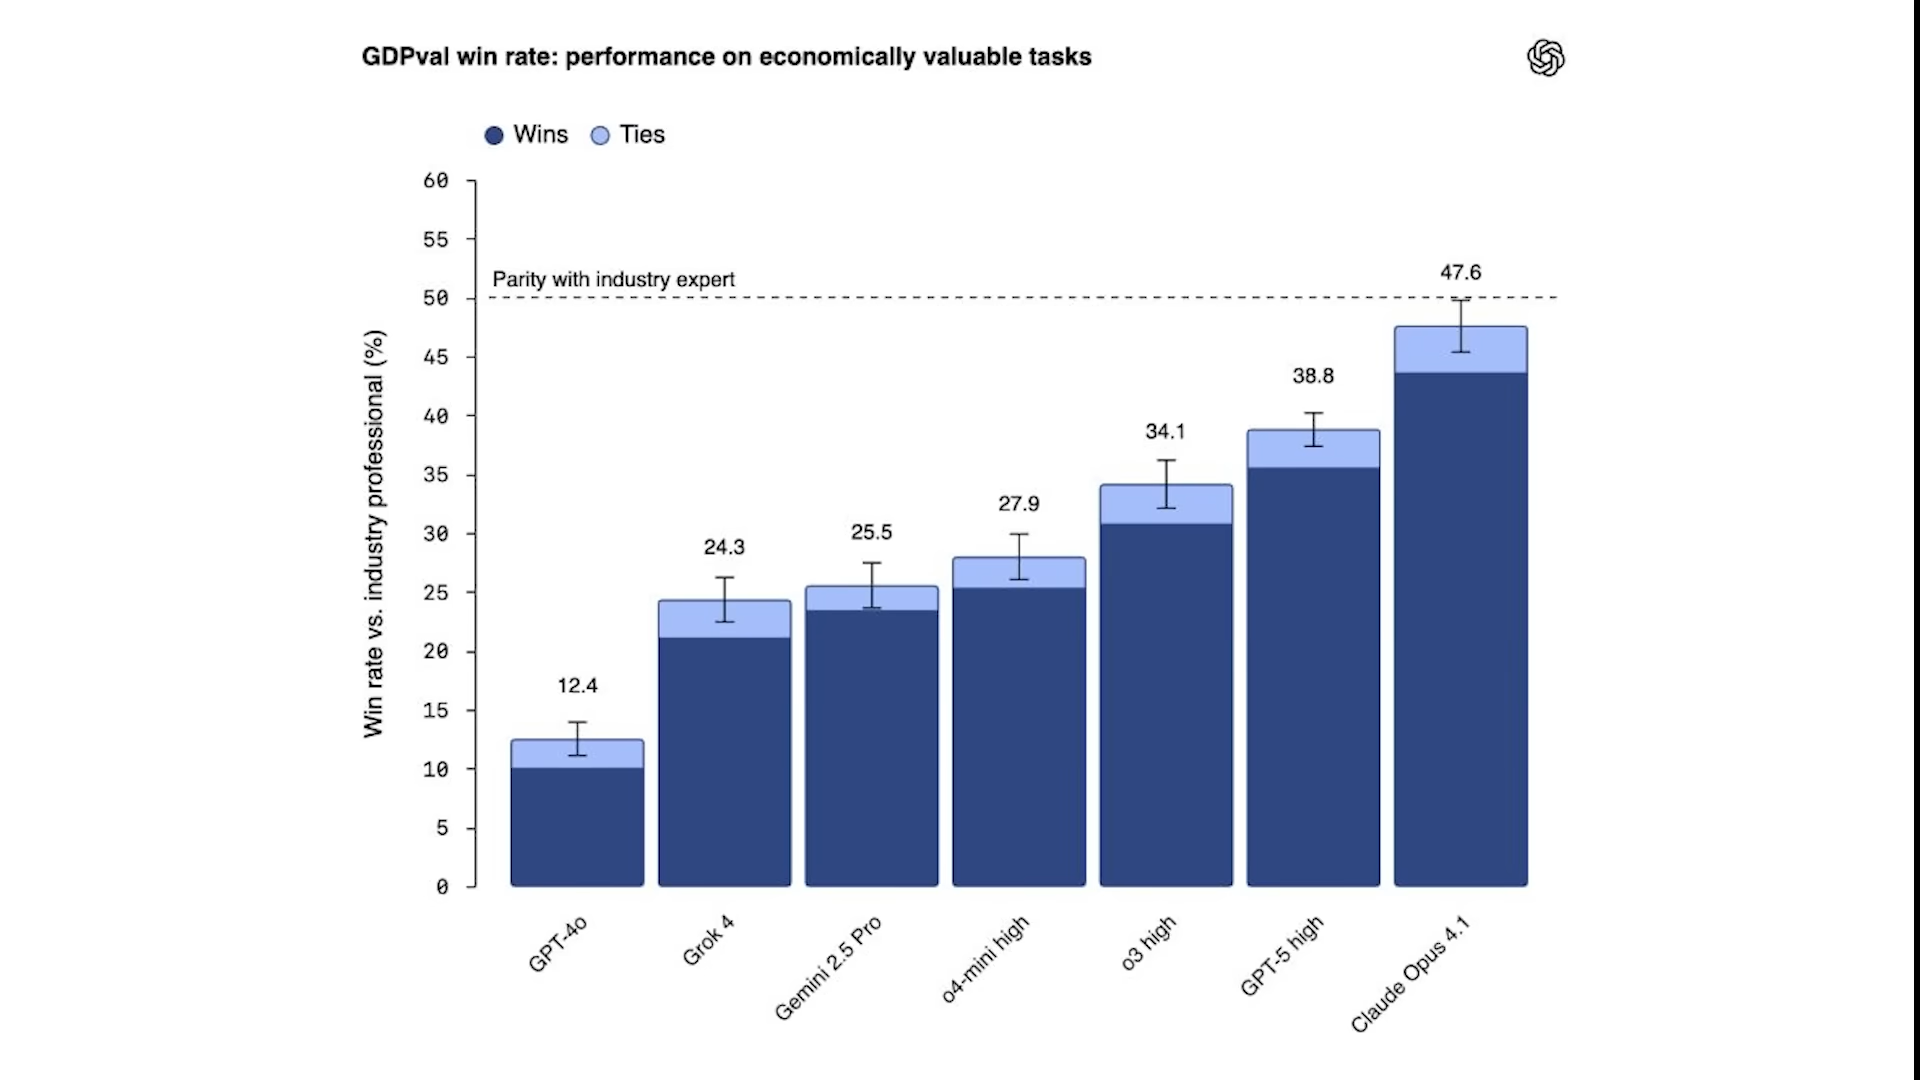 GDPval win rate: performance on economically valuable tasks
Wins Ties
60
55
Parity with industry expert
50
45
40
35
30
25
20
15
10
5
0
Win rate vs. industry professional (%)
12.4
24.3
25.5
27.9
34.1
38.8
47.6
GPT-4o
Grok 4
Gemini 2.5 Pro
o4-mini high
o3 high
GPT-5 high
Claude Opus 4.1